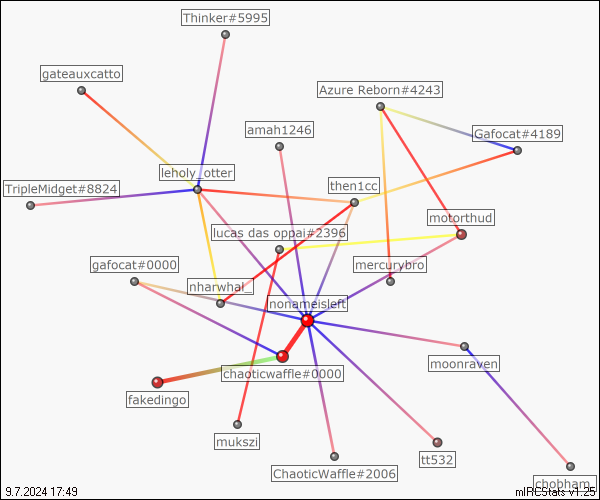 Thinker#5995
gateauxcatto
Azure Reborn#4243
amah1246
Gafocat#4189
leholy_otter
then1cc
TripleMidget#8824
motorthud
lucas das oppai#2396
gafocat#0000
mercurybro
nharwhal_
nonameisleft
moonraven
chaoticwaffle#0000
fakedingo
mukszi
tt532
ChaoticWaffle#2006
chobham_
9.7.2024 17:49
mIRCStats v1.25